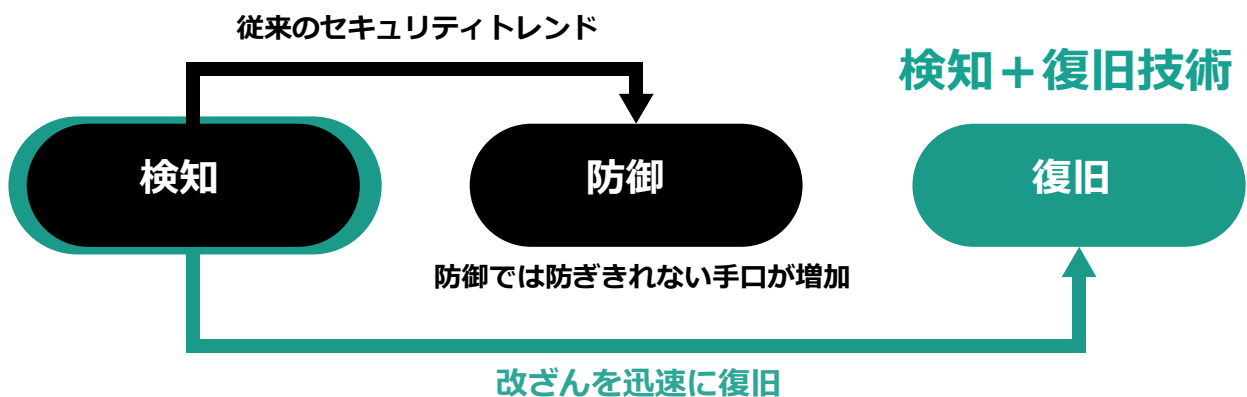 従来のセキュリティトレンド
検知＋復旧技術
検知
防御
復旧
防御では防ぎきれない手口が増加
改ざんを迅速に復旧